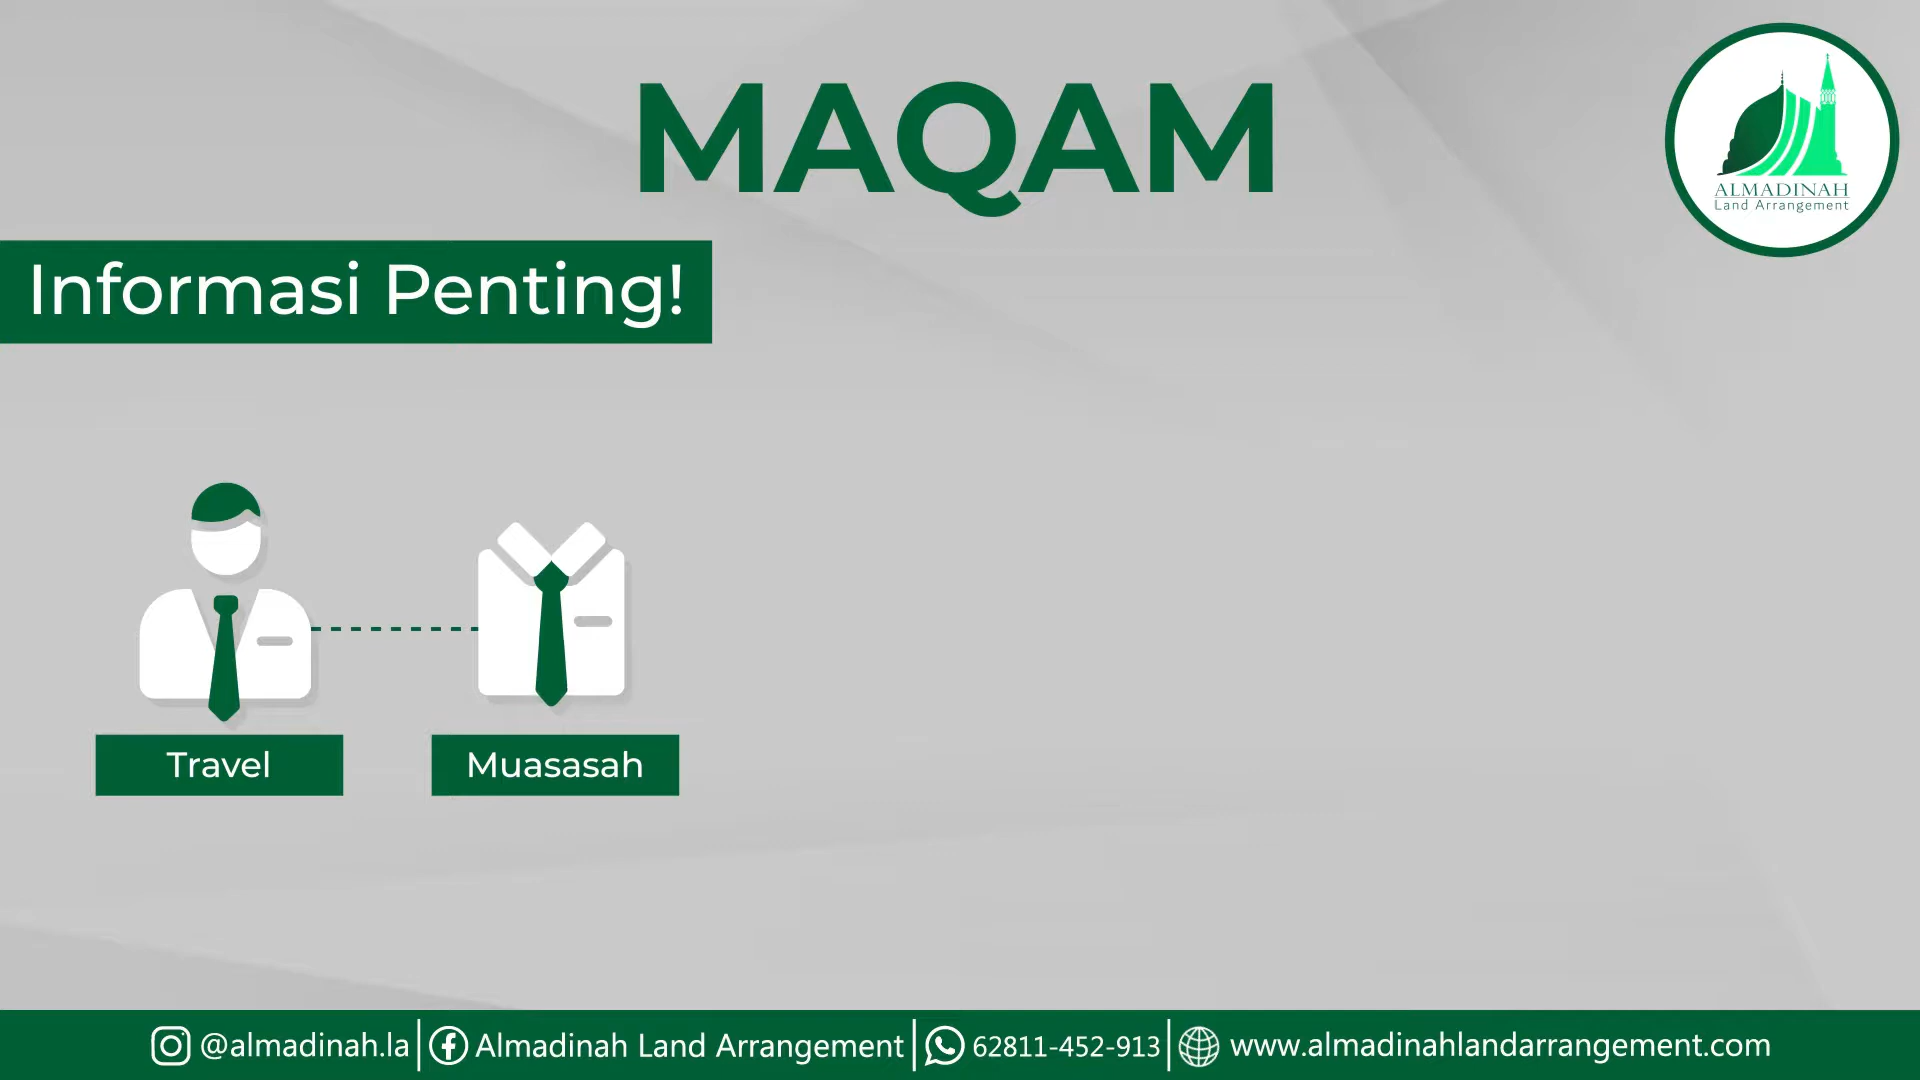 MAQAM
ALMADINAH
Land Arrangement
Informasi Penting!
Travel
Muasasah
@almadinah.la
Almadinah Land Arrangement
62811-452-913
www.almadinahlandarrangement.com